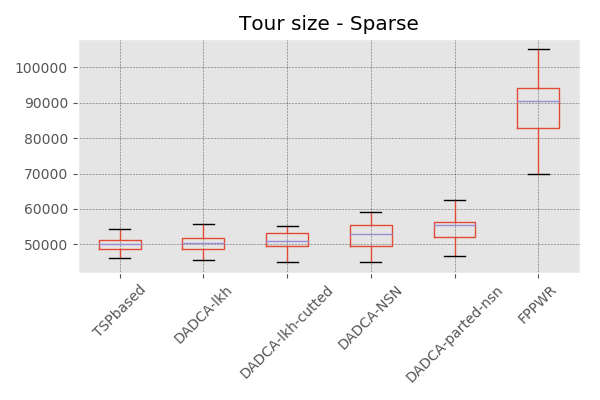 Tour size - Sparse
100000
90000
80000
70000
60000
50000
TSPbased
DADCA-lkh
DADCA-lkh-cutted
DADCA-NSN
DADCA-parted-nsn
FPPWR